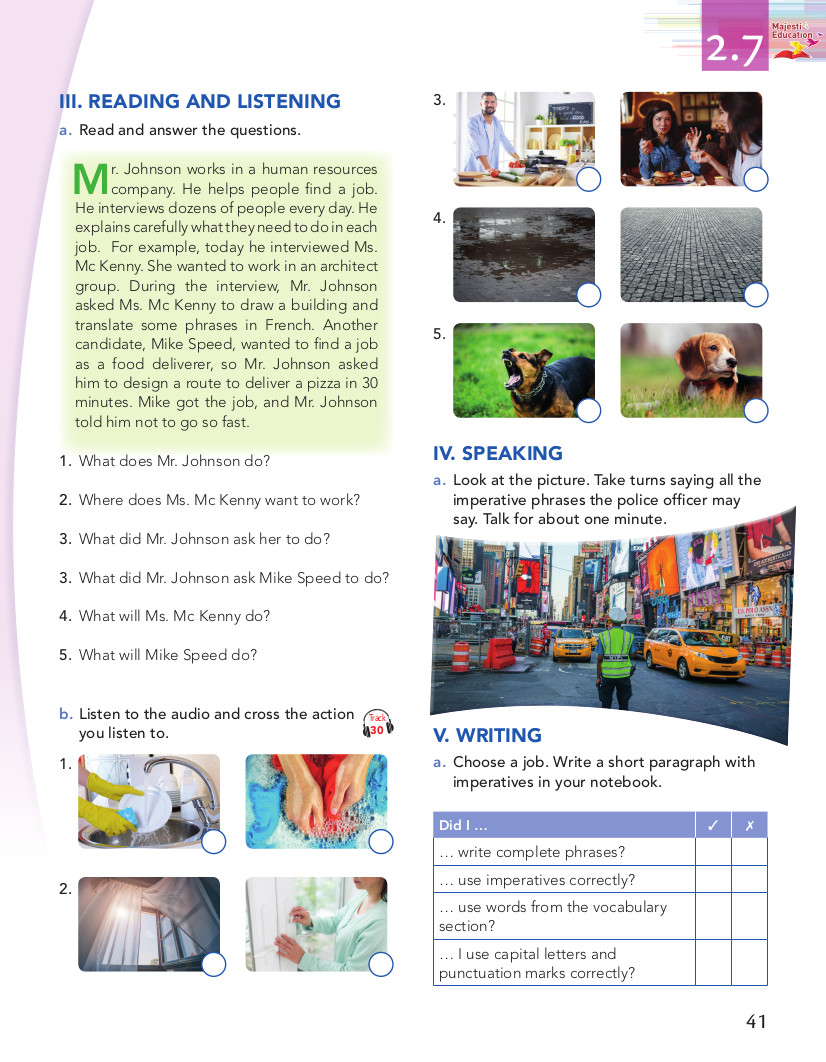 2.7
Majesti
Education
III. READING AND LISTENING
a. Read and answer the questions.
Mr. Johnson works in a human resources
company. He helps people find a job.
He interviews dozens of people every day. He
explains carefully what they need to do in each
job. For example, today he interviewed Ms.
Mc Kenny. She wanted to work in an architect
group. During the interview, Mr. Johnson
asked Ms. Mc Kenny to draw a building and
translate some phrases in French. Another
candidate, Mike Speed, wanted to find a job
as a food deliverer, so Mr. Johnson asked
him to design a route to deliver a pizza in 30
minutes. Mike got the job, and Mr. Johnson
told him not to go so fast.
1. What does Mr. Johnson do?
2. Where does Ms. Mc Kenny want to work?
3. What did Mr. Johnson ask her to do?
3. What did Mr. Johnson ask Mike Speed to do?
4. What will Ms. Mc Kenny do?
5. What will Mike Speed do?
b. Listen to the audio and cross the action
you listen to.
Track
30
1.
2.
3.
TODAY
4.
5.
IV. SPEAKING
a. Look at the picture. Take turns saying all the
imperative phrases the police officer may
say. Talk for about one minute.
U.S. POLO ASSN
V. WRITING
a. Choose a job. Write a short paragraph with
imperatives in your notebook.
Did I ... ✓ ✗
... write complete phrases?
... use imperatives correctly?
... use words from the vocabulary
section?
... I use capital letters and
punctuation marks correctly?
41